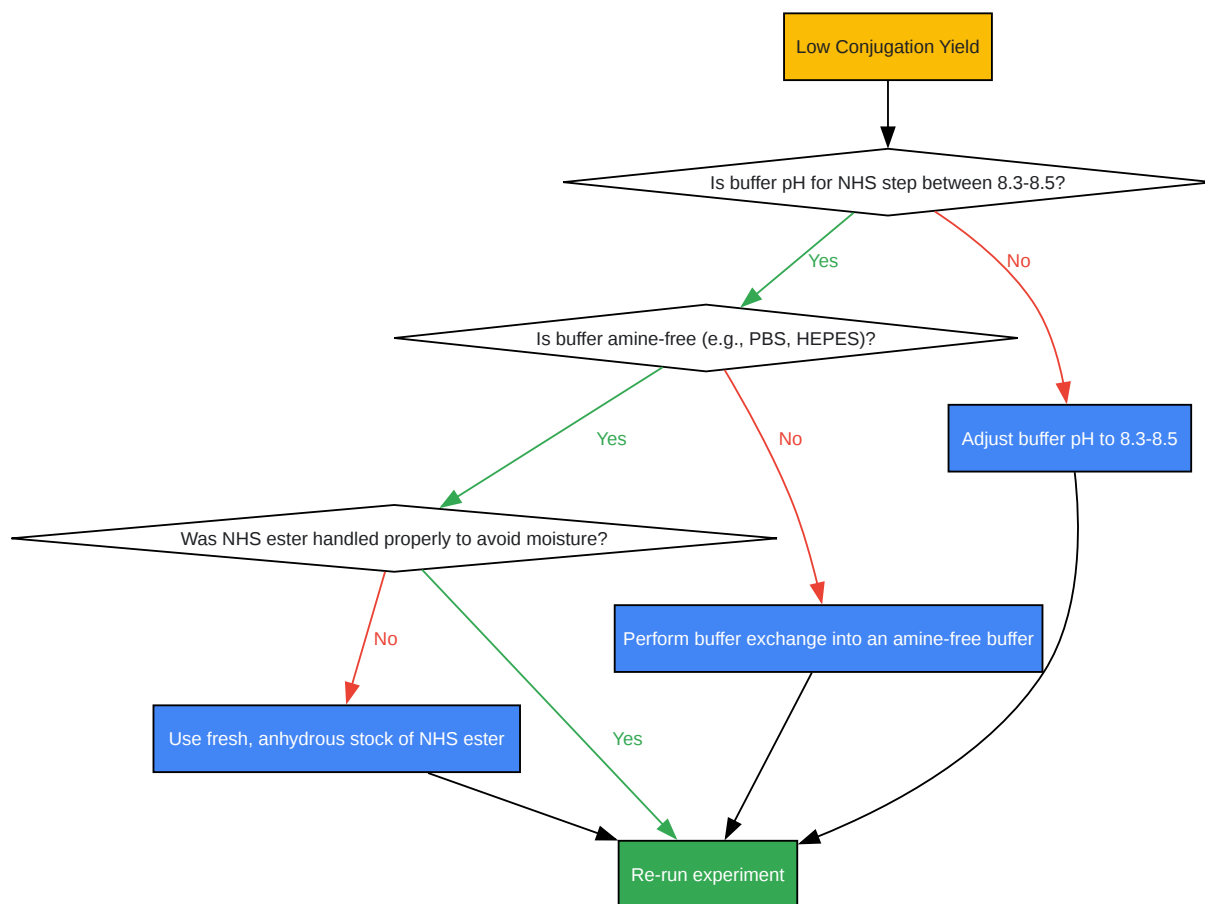 Low Conjugation Yield
Is buffer pH for NHS step between 8.3-8.5?
Yes
No
Is buffer amine-free (e.g., PBS, HEPES)?
Yes
No
Adjust buffer pH to 8.3-8.5
Was NHS ester handled properly to avoid moisture?
No
Perform buffer exchange into an amine-free buffer
Use fresh, anhydrous stock of NHS ester
Yes
Re-run experiment